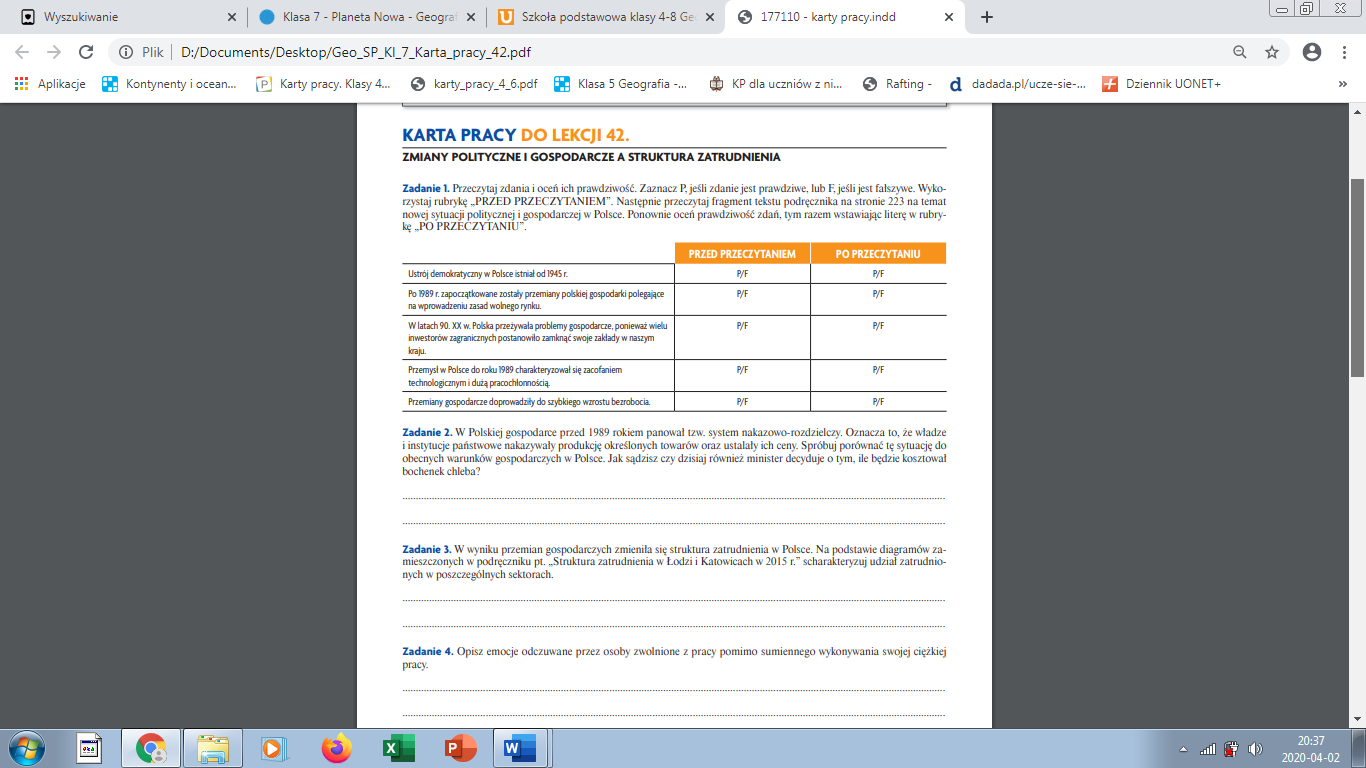 Wyszukiwanie
Klasa 7 - Planeta Nowa - Geograf
Szkoła podstawowa klasy 4-8 Geo
177110 - karty pracy.indd
Plik
D:/Documents/Desktop/Geo_SP_Kl_7_Karta_pracy_42.pdf
Aplikacje
Kontynenty i ocean...
Karty pracy. Klasy 4...
karty_pracy_4_6.pdf
Klasa 5 Geografia -...
KP dla uczniów z ni...
Rafting -
dadada.pl/ucze-sie-...
Dziennik UONET+
»
KARTA PRACY DO LEKCJI 42.
ZMIANY POLITYCZNE I GOSPODARCZE A STRUKTURA ZATRUDNIENIA
Zadanie 1. Przeczytaj zdania i oceń ich prawdziwość. Zaznacz P, jeśli zdanie jest prawdziwe, lub F, jeśli jest fałszywe. Wyko-
rzystaj rubrykę „PRZED PRZECZYTANIEM”. Następnie przeczytaj fragment tekstu podręcznika na stronie 223 na temat
nowej sytuacji politycznej i gospodarczej w Polsce. Ponownie oceń prawdziwość zdań, tym razem wstawiając literę w rubry-
kę „PO PRZECZYTANIU”.
PRZED PRZECZYTANIEM PO PRZECZYTANIU
Ustrój demokratyczny w Polsce istniał od 1945 r. P/F P/F
Po 1989 r. zapoczątkowane zostały przemiany polskiej gospodarki polegające P/F P/F
na wprowadzeniu zasad wolnego rynku.
W latach 90. XX w. Polska przeżywała problemy gospodarcze, ponieważ wielu P/F P/F
inwestorów zagranicznych postanowiło zamknąć swoje zakłady w naszym
kraju.
Przemysł w Polsce do roku 1989 charakteryzował się zacofaniem P/F P/F
technologicznym i dużą pracochłonnością.
Przemiany gospodarcze doprowadziły do szybkiego wzrostu bezrobocia. P/F P/F
Zadanie 2. W Polskiej gospodarce przed 1989 rokiem panował tzw. system nakazowo-rozdzielczy. Oznacza to, że władze
i instytucje państwowe nakazywały produkcję określonych towarów oraz ustalały ich ceny. Spróbuj porównać tę sytuację do
obecnych warunków gospodarczych w Polsce. Jak sądzisz czy dzisiaj również minister decyduje o tym, ile będzie kosztował
bochenek chleba?
Zadanie 3. W wyniku przemian gospodarczych zmieniła się struktura zatrudnienia w Polsce. Na podstawie diagramów za-
mieszczonych w podręczniku pt. „Struktura zatrudnienia w Łodzi i Katowicach w 2015 r.” scharakteryzuj udział zatrudnio-
nych w poszczególnych sektorach.
Zadanie 4. Opisz emocje odczuwane przez osoby zwolnione z pracy pomimo sumiennego wykonywania swojej ciężkiej
pracy.
20:37
2020-04-02